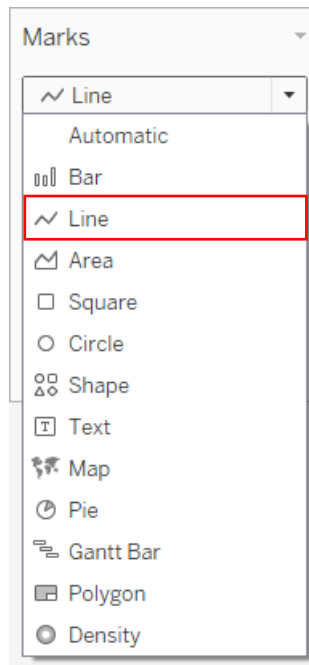 Marks
Line
Automatic
Bar
Line
Area
Square
Circle
Shape
Text
Map
Pie
Gantt Bar
Polygon
Density